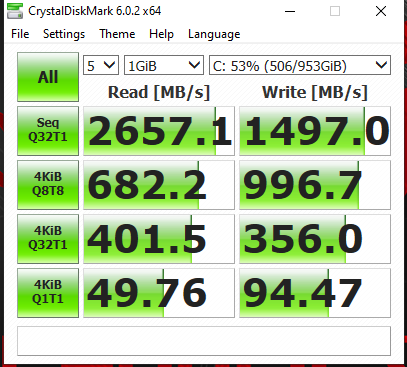 CrystalDiskMark 6.0.2 x64
File Settings Theme Help Language
All 5 1GiB C: 53% (506/953GiB)
Read [MB/s] Write [MB/s]
Seq
Q32T1 2657.1 1497.0
4KiB
Q8T8 682.2 996.7
4KiB
Q32T1 401.5 356.0
4KiB
Q1T1 49.76 94.47